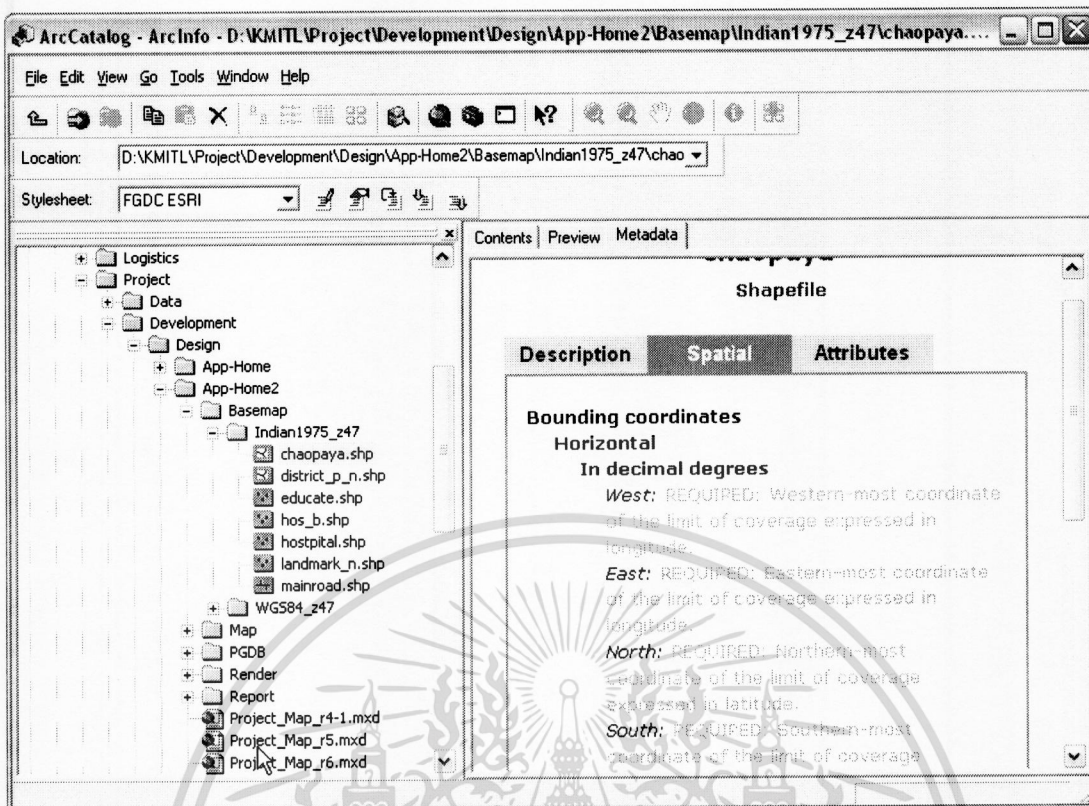 ArcCatalog - ArcInfo - D:\KMITL\Project\Development\Design\App-Home2\Basemap\Indian1975_z47\chaopaya....
File Edit View Go Tools Window Help
Location: D:\KMITL\Project\Development\Design\App-Home2\Basemap\Indian1975_z47\chao
Stylesheet: FGDC ESRI
Logistics
Project
Data
Development
Design
App-Home
App-Home2
Basemap
Indian1975_z47
chaopaya.shp
district_p_n.shp
educate.shp
hos_b.shp
hostpital.shp
landmark_n.shp
mainroad.shp
WGS84_z47
Map
PGDB
Render
Report
Project_Map_r4-1.mxd
Project_Map_r5.mxd
Project_Map_r6.mxd
Contents Preview Metadata
chaopaya
Shapefile
Description Spatial Attributes
Bounding coordinates
Horizontal
In decimal degrees
West: REQUIRED: Western-most coordinate
of the limit of coverage expressed in
longitude.
East: REQUIRED: Eastern-most coordinate
of the limit of coverage expressed in
longitude.
North: REQUIRED: Northern-most
coordinate of the limit of coverage
expressed in latitude.
South: REQUIRED: Southern-most
coordinate of the limit of coverage